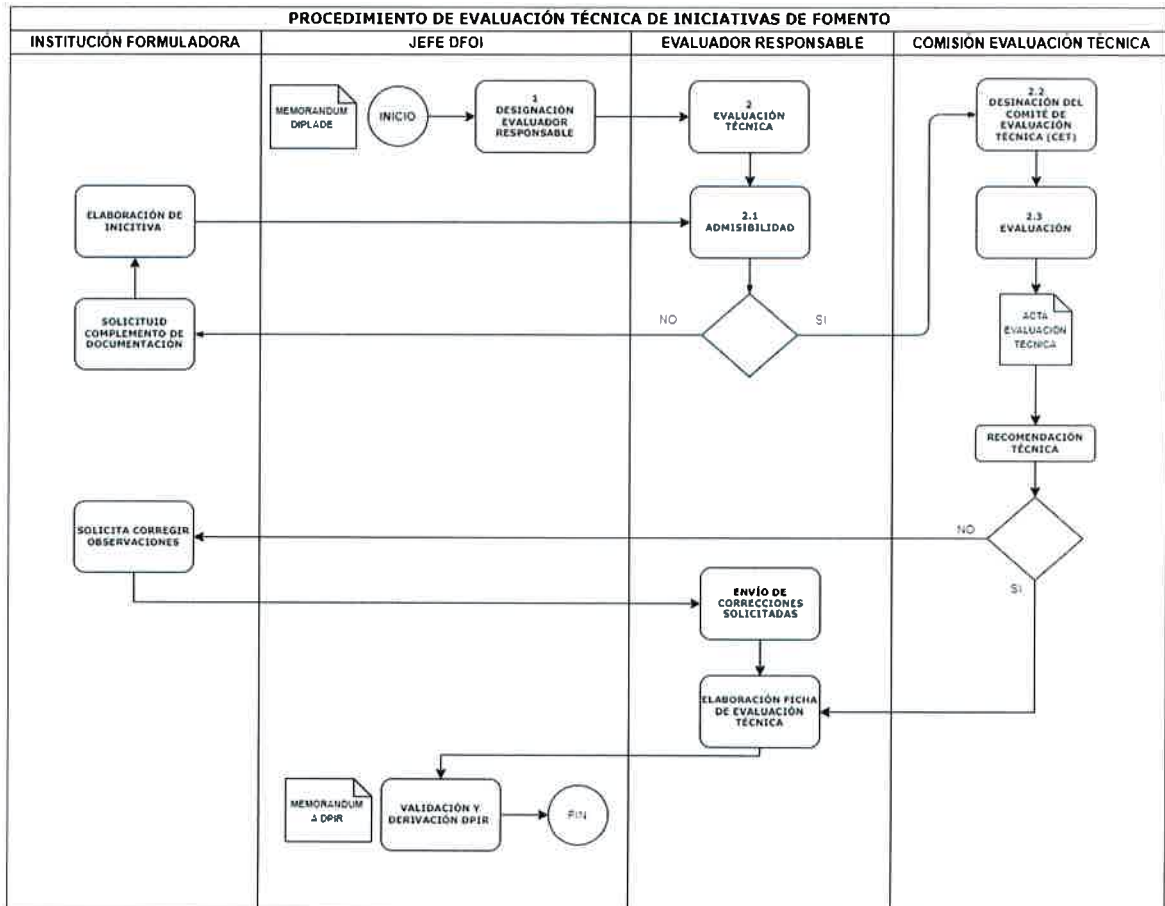 PROCEDIMIENTO DE EVALUACIÓN TÉCNICA DE INICIATIVAS DE FOMENTO
INSTITUCIÓN FORMULADORA
JEFE DFOI
EVALUADOR RESPONSABLE
COMISIÓN EVALUACIÓN TÉCNICA
MEMORANDUM
DIPLADE
INICIO
1
DESIGNACIÓN
EVALUADOR
RESPONSABLE
2
EVALUACIÓN
TÉCNICA
2.2
DESINACIÓN DEL
COMITÉ DE
EVALUACIÓN
TÉCNICA (CET)
ELABORACIÓN DE
INICITIVA
2.1
ADMISIBILIDAD
2.3
EVALUACIÓN
SOLICITUID
COMPLEMENTO DE
DOCUMENTACIÓN
NO
SI
ACTA
EVALUACIÓN
TÉCNICA
RECOMENDACIÓN
TÉCNICA
SOLICITA CORREGIR
OBSERVACIONES
NO
SI
ENVÍO DE
CORRECCIONES
SOLICITADAS
ELABORACIÓN FICHA
DE EVALUACIÓN
TÉCNICA
MEMORANDUM
A DPIR
VALIDACIÓN Y
DERIVACIÓN DPIR
FIN